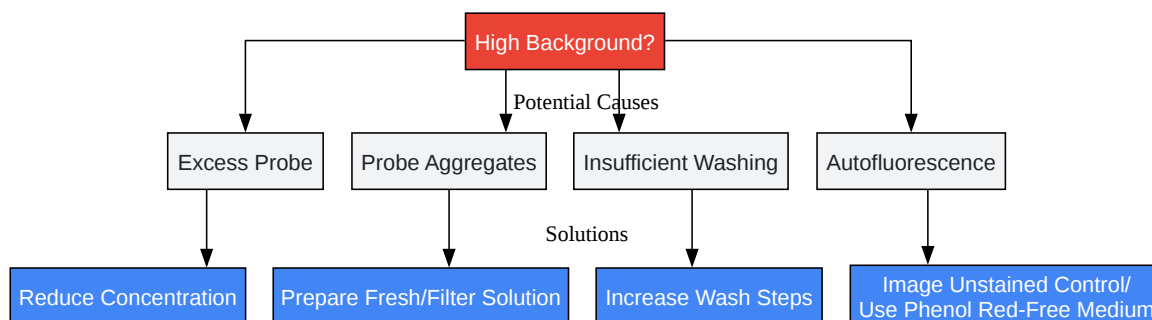 High Background?
Potential Causes
Excess Probe
Probe Aggregates
Insufficient Washing
Autofluorescence
Solutions
Reduce Concentration
Prepare Fresh/Filter Solution
Increase Wash Steps
Image Unstained Control/
Use Phenol Red-Free Medium